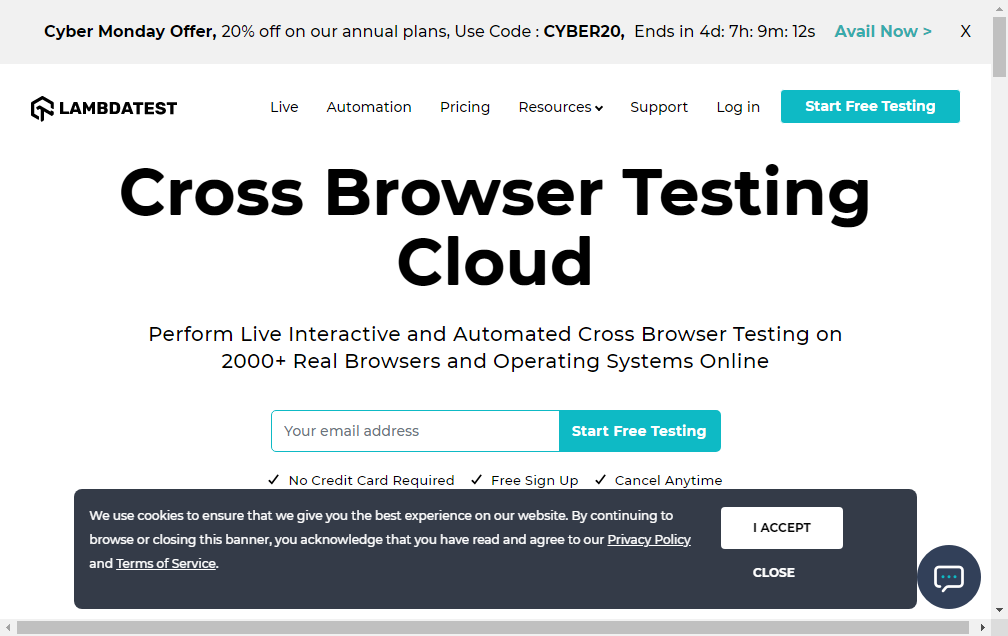 Cyber Monday Offer, 20% off on our annual plans, Use Code : CYBER20, Ends in 4d: 7h: 9m: 12s Avail Now > X
LAMBDATEST Live Automation Pricing Resources Support Log in Start Free Testing
Cross Browser Testing
Cloud
Perform Live Interactive and Automated Cross Browser Testing on
2000+ Real Browsers and Operating Systems Online
Your email address Start Free Testing
✓ No Credit Card Required ✓ Free Sign Up ✓ Cancel Anytime
We use cookies to ensure that we give you the best experience on our website. By continuing to
browse or closing this banner, you acknowledge that you have read and agree to our Privacy Policy
and Terms of Service.
I ACCEPT
CLOSE